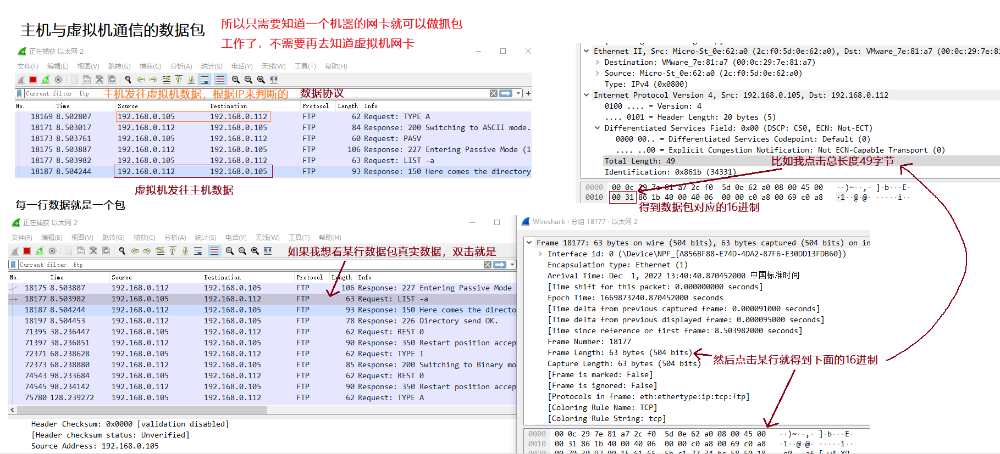 主机与虚拟机通信的数据包
所以只需要知道一个机器的网卡就可以做抓包
工作了，不需要再去知道虚拟机网卡
正在捕获 以太网 2
文件(F) 编辑(E) 视图(V) 跳转(G) 捕获(C) 分析(A) 统计(S) 电话(Y) 无线(W) 工具(T) 帮助(H)
Current filter: ftp
主机发往虚拟机数据，根据IP来判断的
数据协议
No. Time Source Destination Protocol Length Info
18169 8.502807 192.168.0.105 192.168.0.112 FTP 62 Request: TYPE A
18171 8.503017 192.168.0.112 192.168.0.105 FTP 84 Response: 200 Switching to ASCII mode.
18173 8.503761 192.168.0.105 192.168.0.112 FTP 60 Request: PASV
18175 8.503887 192.168.0.112 192.168.0.105 FTP 106 Response: 227 Entering Passive Mode (1
18177 8.503982 192.168.0.105 192.168.0.112 FTP 63 Request: LIST -a
18187 8.504244 192.168.0.112 192.168.0.105 FTP 93 Response: 150 Here comes the directory
虚拟机发往主机数据
每一行数据就是一个包
正在捕获 以太网 2
文件(F) 编辑(E) 视图(V) 跳转(G) 捕获(C) 分析(A) 统计(S) 电话(Y) 无线(W) 工具(T) 帮助(H)
如果我想看某行数据包真实数据，双击就是
Current filter: ftp
No. Time Source Destination Protocol Length Info
18175 8.503887 192.168.0.112 192.168.0.105 FTP 106 Response: 227 Entering Passive Mode
18177 8.503982 192.168.0.105 192.168.0.112 FTP 63 Request: LIST -a
18187 8.504244 192.168.0.112 192.168.0.105 FTP 93 Response: 150 Here comes the directo
18197 8.504453 192.168.0.112 192.168.0.105 FTP 78 Response: 226 Directory send OK.
71395 38.236447 192.168.0.105 192.168.0.112 FTP 62 Request: REST 0
71397 38.236851 192.168.0.112 192.168.0.105 FTP 90 Response: 350 Restart position accep
72371 68.238628 192.168.0.105 192.168.0.112 FTP 62 Request: TYPE I
72373 68.238880 192.168.0.112 192.168.0.105 FTP 85 Response: 200 Switching to Binary mo
74543 98.233684 192.168.0.105 192.168.0.112 FTP 62 Request: REST 0
74545 98.234142 192.168.0.112 192.168.0.105 FTP 90 Response: 350 Restart position accep
75780 128.239272 192.168.0.105 192.168.0.112 FTP 62 Request: TYPE A
Header Checksum: 0x0000 [validation disabled]
[Header checksum status: Unverified]
Source Address: 192.168.0.105
Ethernet II, Src: Micro-St_0e:62:a0 (2c:f0:5d:0e:62:a0), Dst: VMware_7e:81:a7 (00:0c:29:7e:81
Destination: VMware_7e:81:a7 (00:0c:29:7e:81:a7)
Source: Micro-St_0e:62:a0 (2c:f0:5d:0e:62:a0)
Type: IPv4 (0x0800)
Internet Protocol Version 4, Src: 192.168.0.105, Dst: 192.168.0.112
0100 .... = Version: 4
.... 0101 = Header Length: 20 bytes (5)
Differentiated Services Field: 0x00 (DSCP: CS0, ECN: Not-ECT)
0000 00.. = Differentiated Services Codepoint: Default (0)
.... ..00 = Explicit Congestion Notification: Not ECN-Capable Transport (0)
Total Length: 49
比如我点击总长度49字节
Identification: 0x861b (34331)
0000 00 0c 29 7e 81 a7 2c f0 5d 0e 62 a0 08 00 45 00 ··)~··,· ]·b···E·
0010 00 31 86 1b 40 00 40 06 00 00 c0 a8 00 69 c0 a8 ·1··@·@· ·····i··
得到数据包对应的16进制
Wireshark · 分组 18177 · 以太网 2
Frame 18177: 63 bytes on wire (504 bits), 63 bytes captured (504 bits) on in
Interface id: 0 (\Device\NPF_{A856BF88-E74D-4DA2-87F6-E30DD13FDB60})
Encapsulation type: Ethernet (1)
Arrival Time: Dec  1, 2022 13:40:40.870452000 中国标准时间
[Time shift for this packet: 0.000000000 seconds]
Epoch Time: 1669873240.870452000 seconds
[Time delta from previous captured frame: 0.000091000 seconds]
[Time delta from previous displayed frame: 0.000095000 seconds]
[Time since reference or first frame: 8.503982000 seconds]
Frame Number: 18177
Frame Length: 63 bytes (504 bits)
然后点击某行就得到下面的16进制
Capture Length: 63 bytes (504 bits)
[Frame is marked: False]
[Frame is ignored: False]
[Protocols in frame: eth:ethertype:ip:tcp:ftp]
[Coloring Rule Name: TCP]
[Coloring Rule String: tcp]
0000 00 0c 29 7e 81 a7 2c f0 5d 0e 62 a0 08 00 45 00 ··)~··,· ]·b···E·
0010 00 31 86 1b 40 00 40 06 00 00 c0 a8 00 69 c0 a8 ·1··@·@· ·····i··